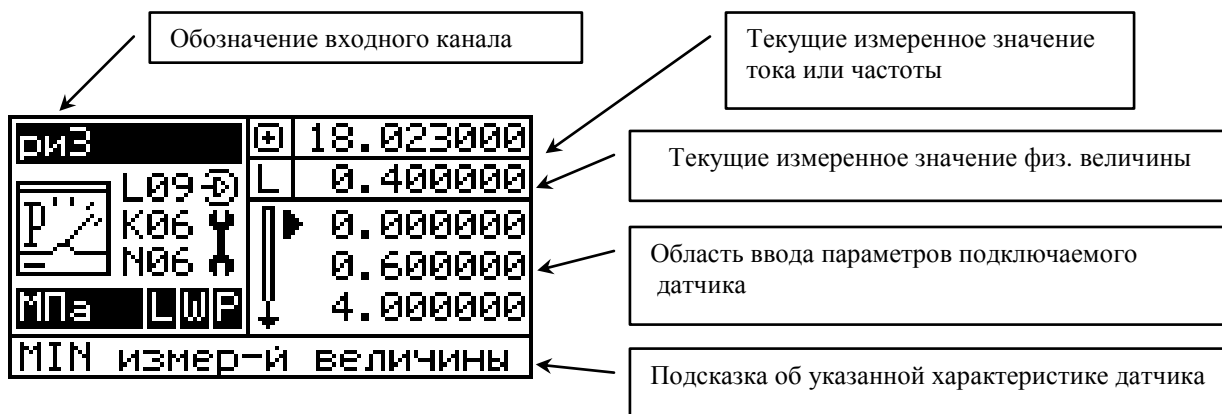 Обозначение входного канала
Текущие измеренное значение
тока или частоты
Текущие измеренное значение физ. величины
Область ввода параметров подключаемого
датчика
Подсказка об указанной характеристике датчика
ри3
18.023000
L
0.400000
L09
K06
N06
P
0.000000
0.600000
4.000000
МПа
L W P
MIN измер-й величины